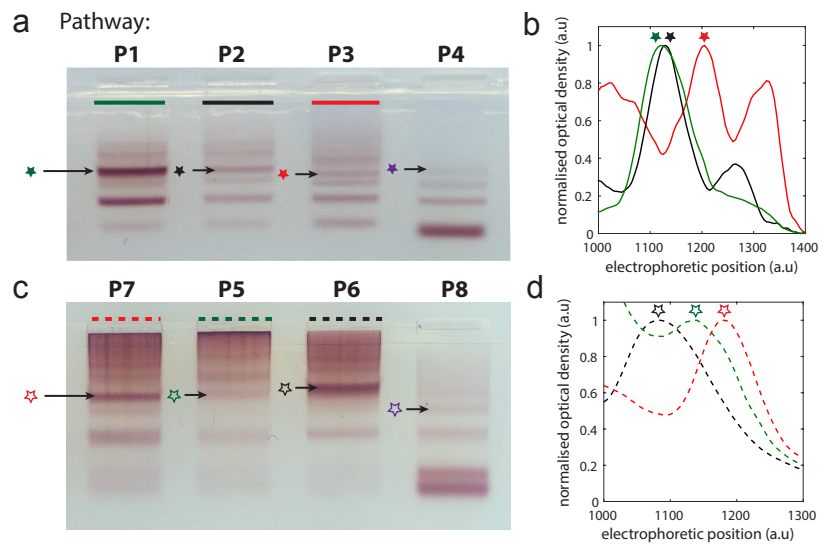 a
Pathway:
P1 P2 P3 P4
b
normalised optical density (a.u)
1
0.8
0.6
0.4
0.2
0
1000 1100 1200 1300 1400
electrophoretic position (a.u)
c
P7 P5 P6 P8
d
normalised optical density (a.u)
1
0.8
0.6
0.4
0.2
0
1000 1100 1200 1300
electrophoretic position (a.u)